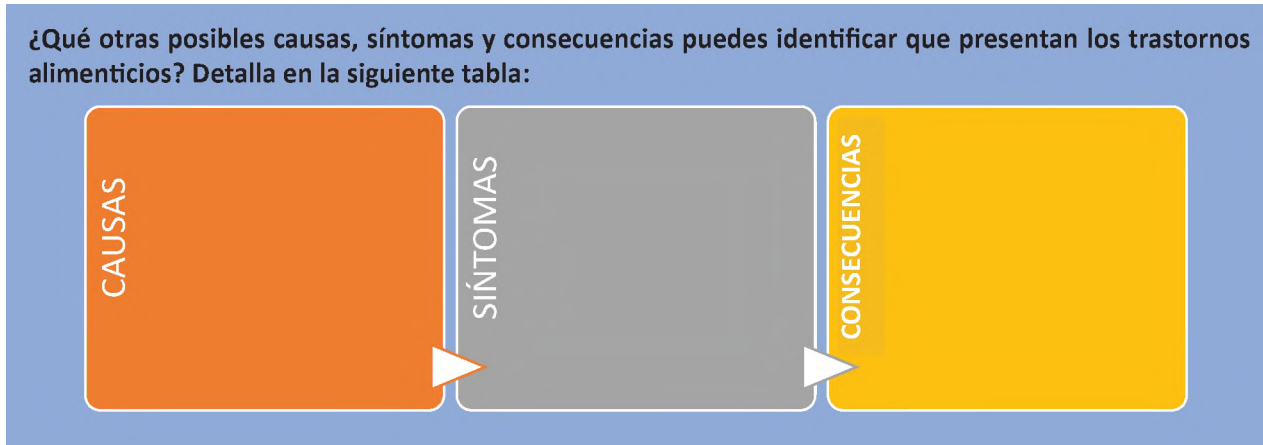 ¿Qué otras posibles causas, síntomas y consecuencias puedes identificar que presentan los trastornos
alimenticios? Detalla en la siguiente tabla:
CAUSAS
SÍNTOMAS
CONSECUENCIAS